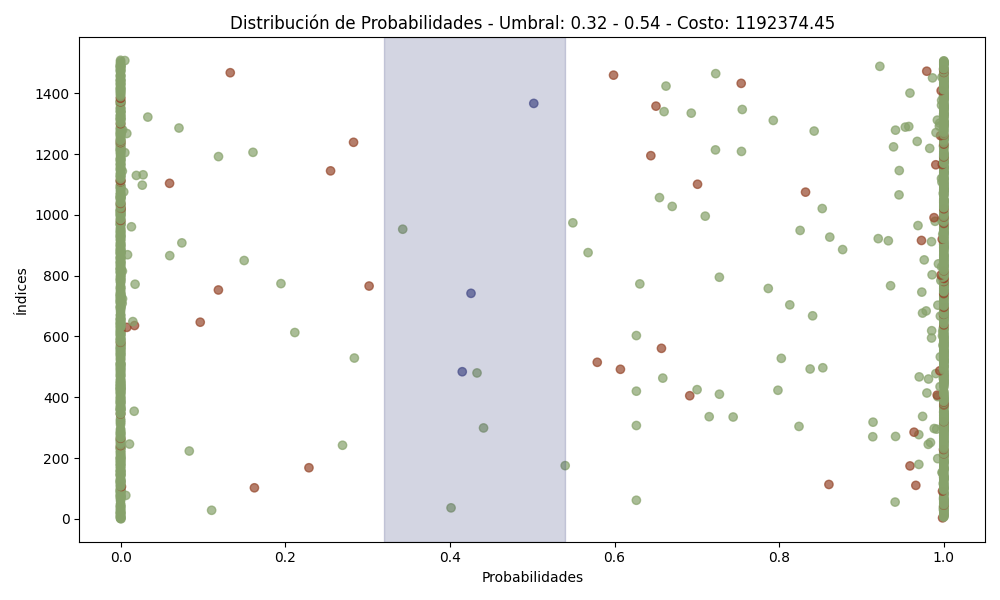 Distribución de Probabilidades - Umbral: 0.32 - 0.54 - Costo: 1192374.45
1400
1200
1000
800
600
400
200
0
Índices
0.0 0.2 0.4 0.6 0.8 1.0
Probabilidades